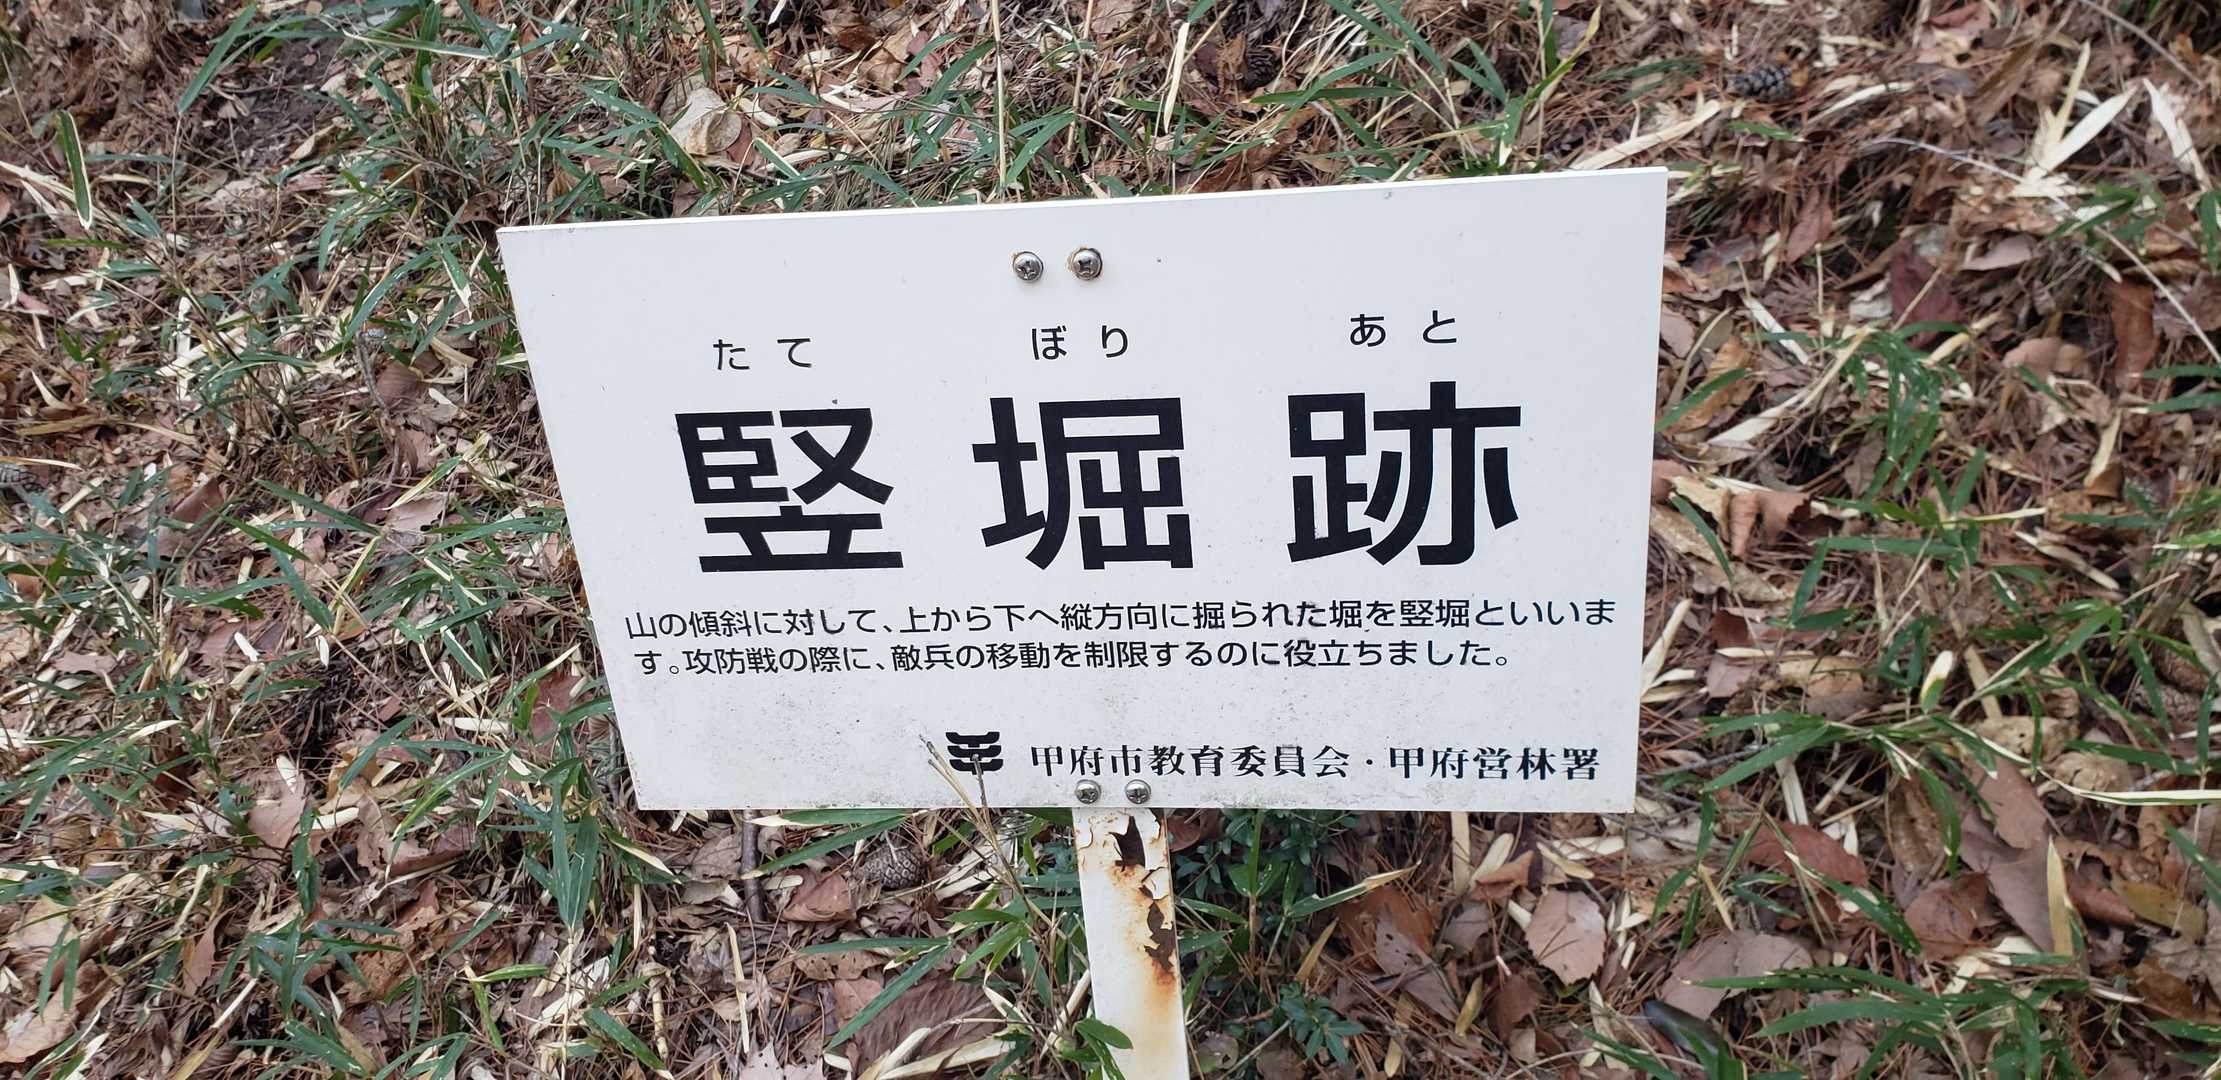 たて ぼり あと
竪堀跡
山の傾斜に対して、上から下へ縦方向に掘られた堀を竪堀といいま
す。攻防戦の際に、敵兵の移動を制限するのに役立ちました。
甲府市教育委員会・甲府営林署